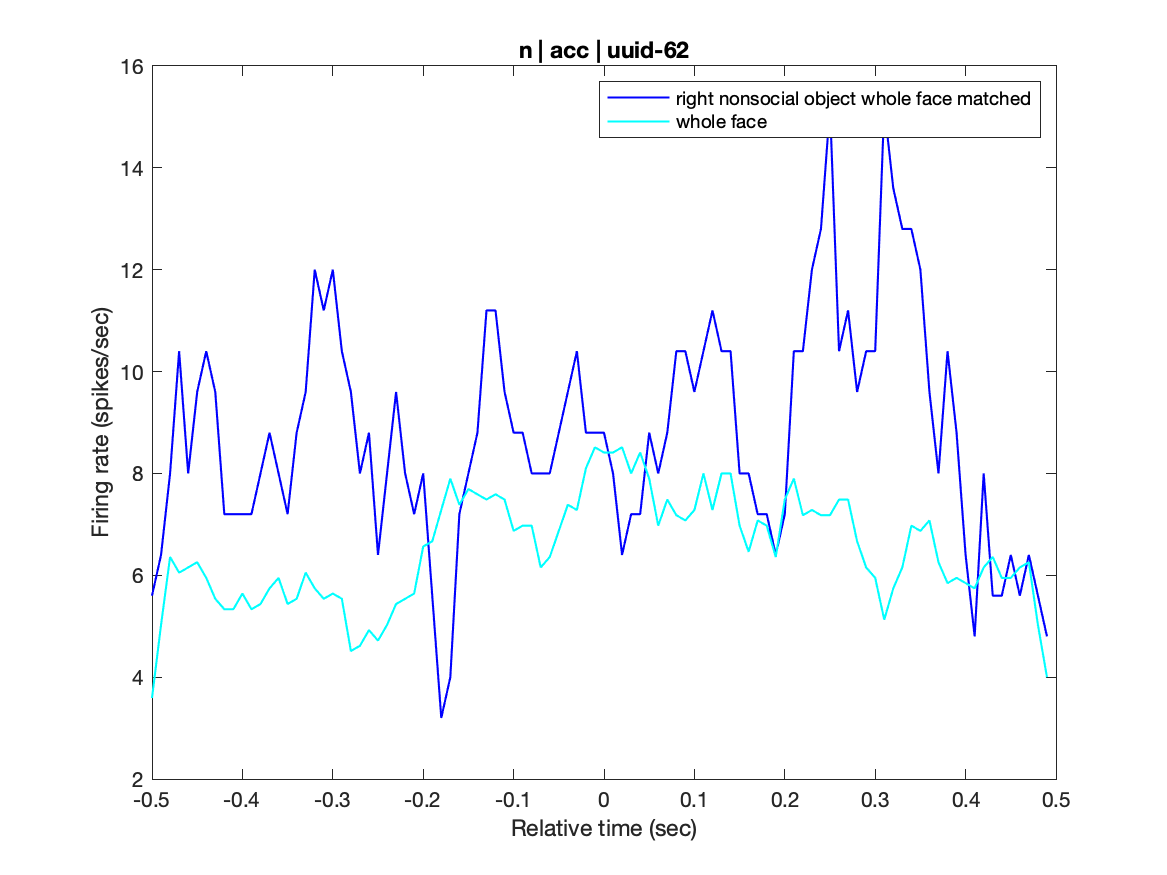 n | acc | uuid-62
right nonsocial object whole face matched
whole face
Firing rate (spikes/sec)
16
14
12
10
8
6
4
2
-0.5 -0.4 -0.3 -0.2 -0.1 0 0.1 0.2 0.3 0.4 0.5
Relative time (sec)